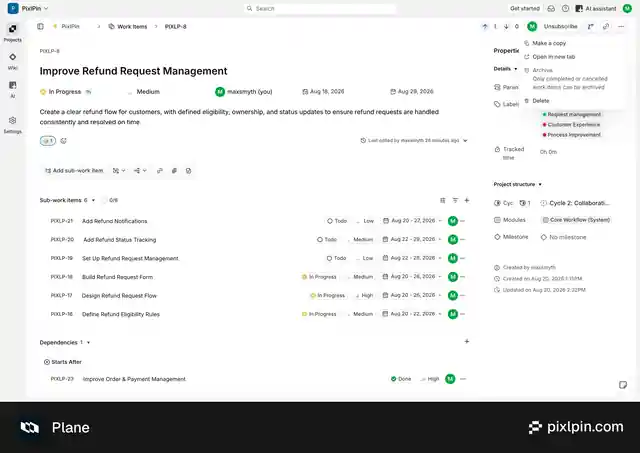 P PixlPin
Search
Get started
AI assistant
M
Projects
Wiki
AI
Settings
PixlPin > Work Items > PIXLP-8
M Unsubscribe
Make a copy
Open in new tab
Archive
Only completed or cancelled
work items can be archived
Delete
PIXLP-8
Improve Refund Request Management
In Progress
Medium
M maxsmyth (you)
Aug 18, 2026
Aug 29, 2026
Create a clear refund flow for customers, with defined eligibility, ownership, and status updates to ensure refund requests are handled
consistently and resolved on time.
Last edited by maxsmyth 36 minutes ago
Add sub-work item
Sub-work items 6 0/6
PIXLP-21 Add Refund Notifications Todo Low Aug 20 - 27, 2026 M
PIXLP-20 Add Refund Status Tracking Todo Medium Aug 22 - 29, 2026 M
PIXLP-19 Set Up Refund Request Management Todo Low Aug 22 - 28, 2026 M
PIXLP-18 Build Refund Request Form In Progress Medium Aug 20 - 26, 2026 M
PIXLP-17 Design Refund Request Flow In Progress High Aug 20 - 26, 2026 M
PIXLP-16 Define Refund Eligibility Rules In Progress Medium Aug 20 - 22, 2026 M
Dependencies 1
Starts After
PIXLP-23 Improve Order & Payment Management Done High M
Properti
Details
Paren
Labels
Request management
Customer Experience
Process Improvement
Tracked
time
0h 0m
Project structure
Cyc 1 Cycle 2: Collaborati...
Modules Core Workflow (System)
Milestone No milestone
Created by maxsmyth
Created on Aug 20, 2026 1:11PM
Updated on Aug 20, 2026 2:22PM
Plane
pixlpin.com